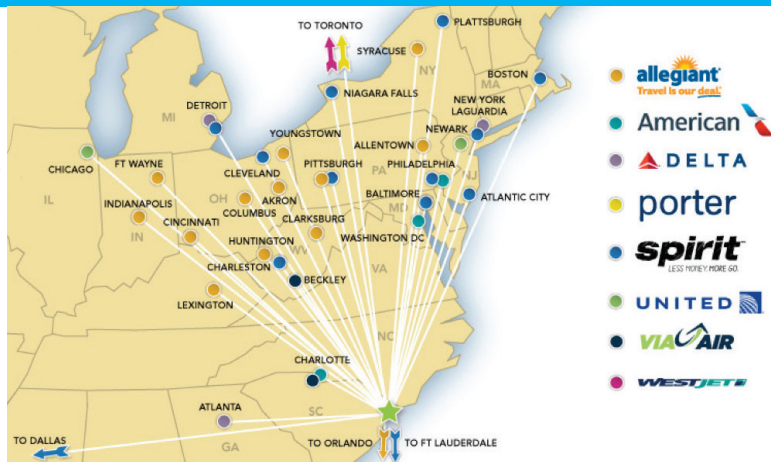 TO TORONTO
PLATTSBURGH
SYRACUSE
NY
MA
BOSTON
NIAGARA FALLS
DETROIT
MI
NEW YORK
LAGUARDIA
YOUNGSTOWN
ALLENTOWN
NEWARK
CHICAGO
FT WAYNE
CLEVELAND
PITTSBURGH
PA
PHILADELPHIA
NJ
IL
OH
AKRON
BALTIMORE
ATLANTIC CITY
INDIANAPOLIS
COLUMBUS
MD
IN
CINCINNATI
CLARKSBURG
WASHINGTON DC
HUNTINGTON
WV
CHARLESTON
BECKLEY
VA
LEXINGTON
NC
CHARLOTTE
SC
ATLANTA
GA
TO DALLAS
TO ORLANDO
TO FT LAUDERDALE
allegiant
Travel is our deal.
American
DELTA
porter
spirit
LESS MONEY. MORE GO.
UNITED
VIA AIR
WESTJET